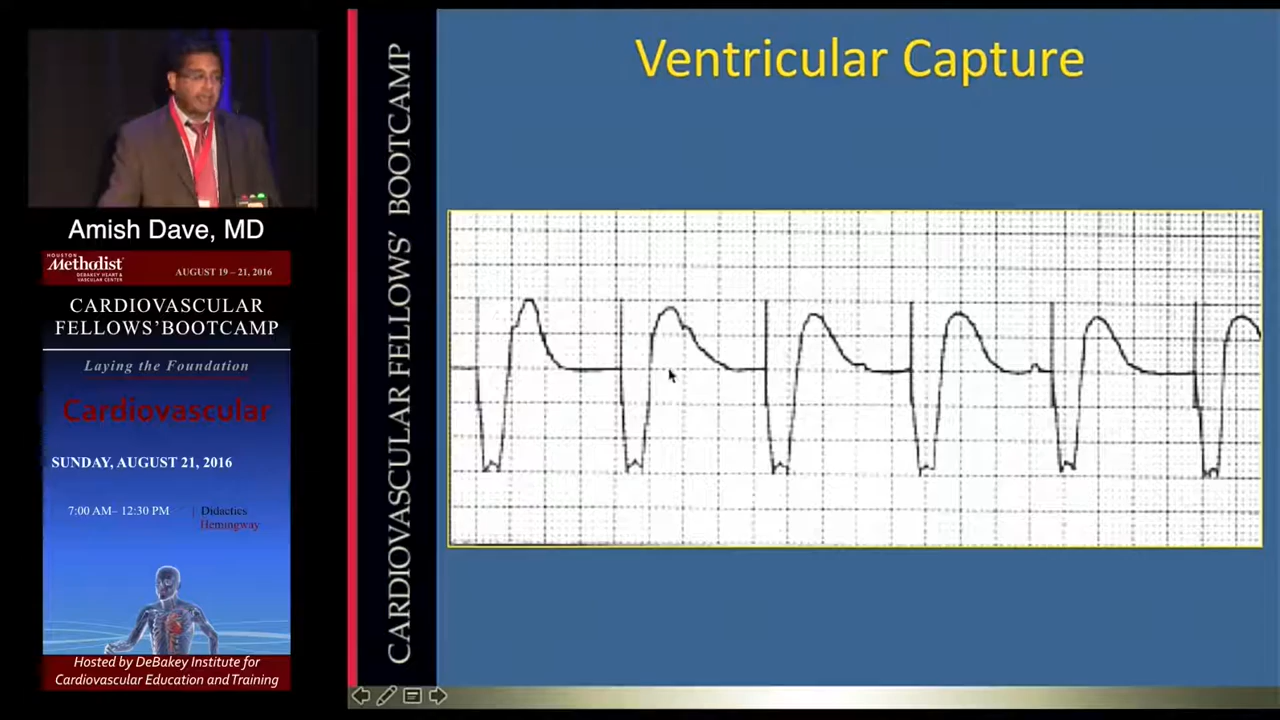 Amish Dave, MD
HOUSTON
Methodist
DEBAKEY HEART &
VASCULAR CENTER
AUGUST 19 – 21, 2016
CARDIOVASCULAR
FELLOWS’BOOTCAMP
Laying the Foundation
Cardiovascular
SUNDAY, AUGUST 21, 2016
7:00 AM– 12:30 PM | Didactics
Hemingway
Hosted by DeBakey Institute for
Cardiovascular Education and Training
CARDIOVASCULAR FELLOWS’ BOOTCAMP
Ventricular Capture